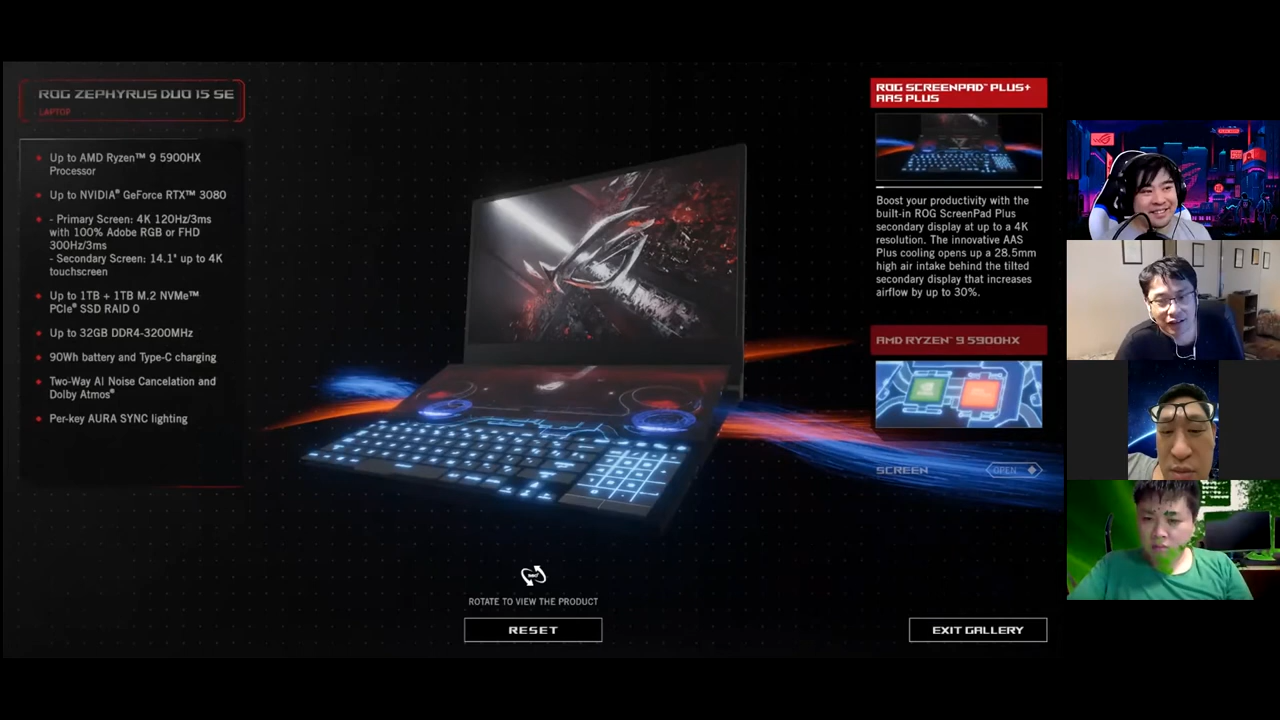 ROG ZEPHYRUS DUO 15 SE
LAPTOP
Up to AMD Ryzen™ 9 5900HX
Processor
Up to NVIDIA® GeForce RTX™ 3080
- Primary Screen: 4K 120Hz/3ms
with 100% Adobe RGB or FHD
300Hz/3ms
- Secondary Screen: 14.1" up to 4K
touchscreen
Up to 1TB + 1TB M.2 NVMe™
PCIe® SSD RAID 0
Up to 32GB DDR4-3200MHz
90Wh battery and Type-C charging
Two-Way AI Noise Cancelation and
Dolby Atmos®
Per-key AURA SYNC lighting
ROTATE TO VIEW THE PRODUCT
RESET
ROG SCREENPAD™ PLUS+
AAS PLUS
Boost your productivity with the
built-in ROG ScreenPad Plus
secondary display at up to a 4K
resolution. The innovative AAS
Plus cooling opens up a 28.5mm
high air intake behind the tilted
secondary display that increases
airflow by up to 30%.
AMD RYZEN™ 9 5900HX
SCREEN
OPEN
EXIT GALLERY